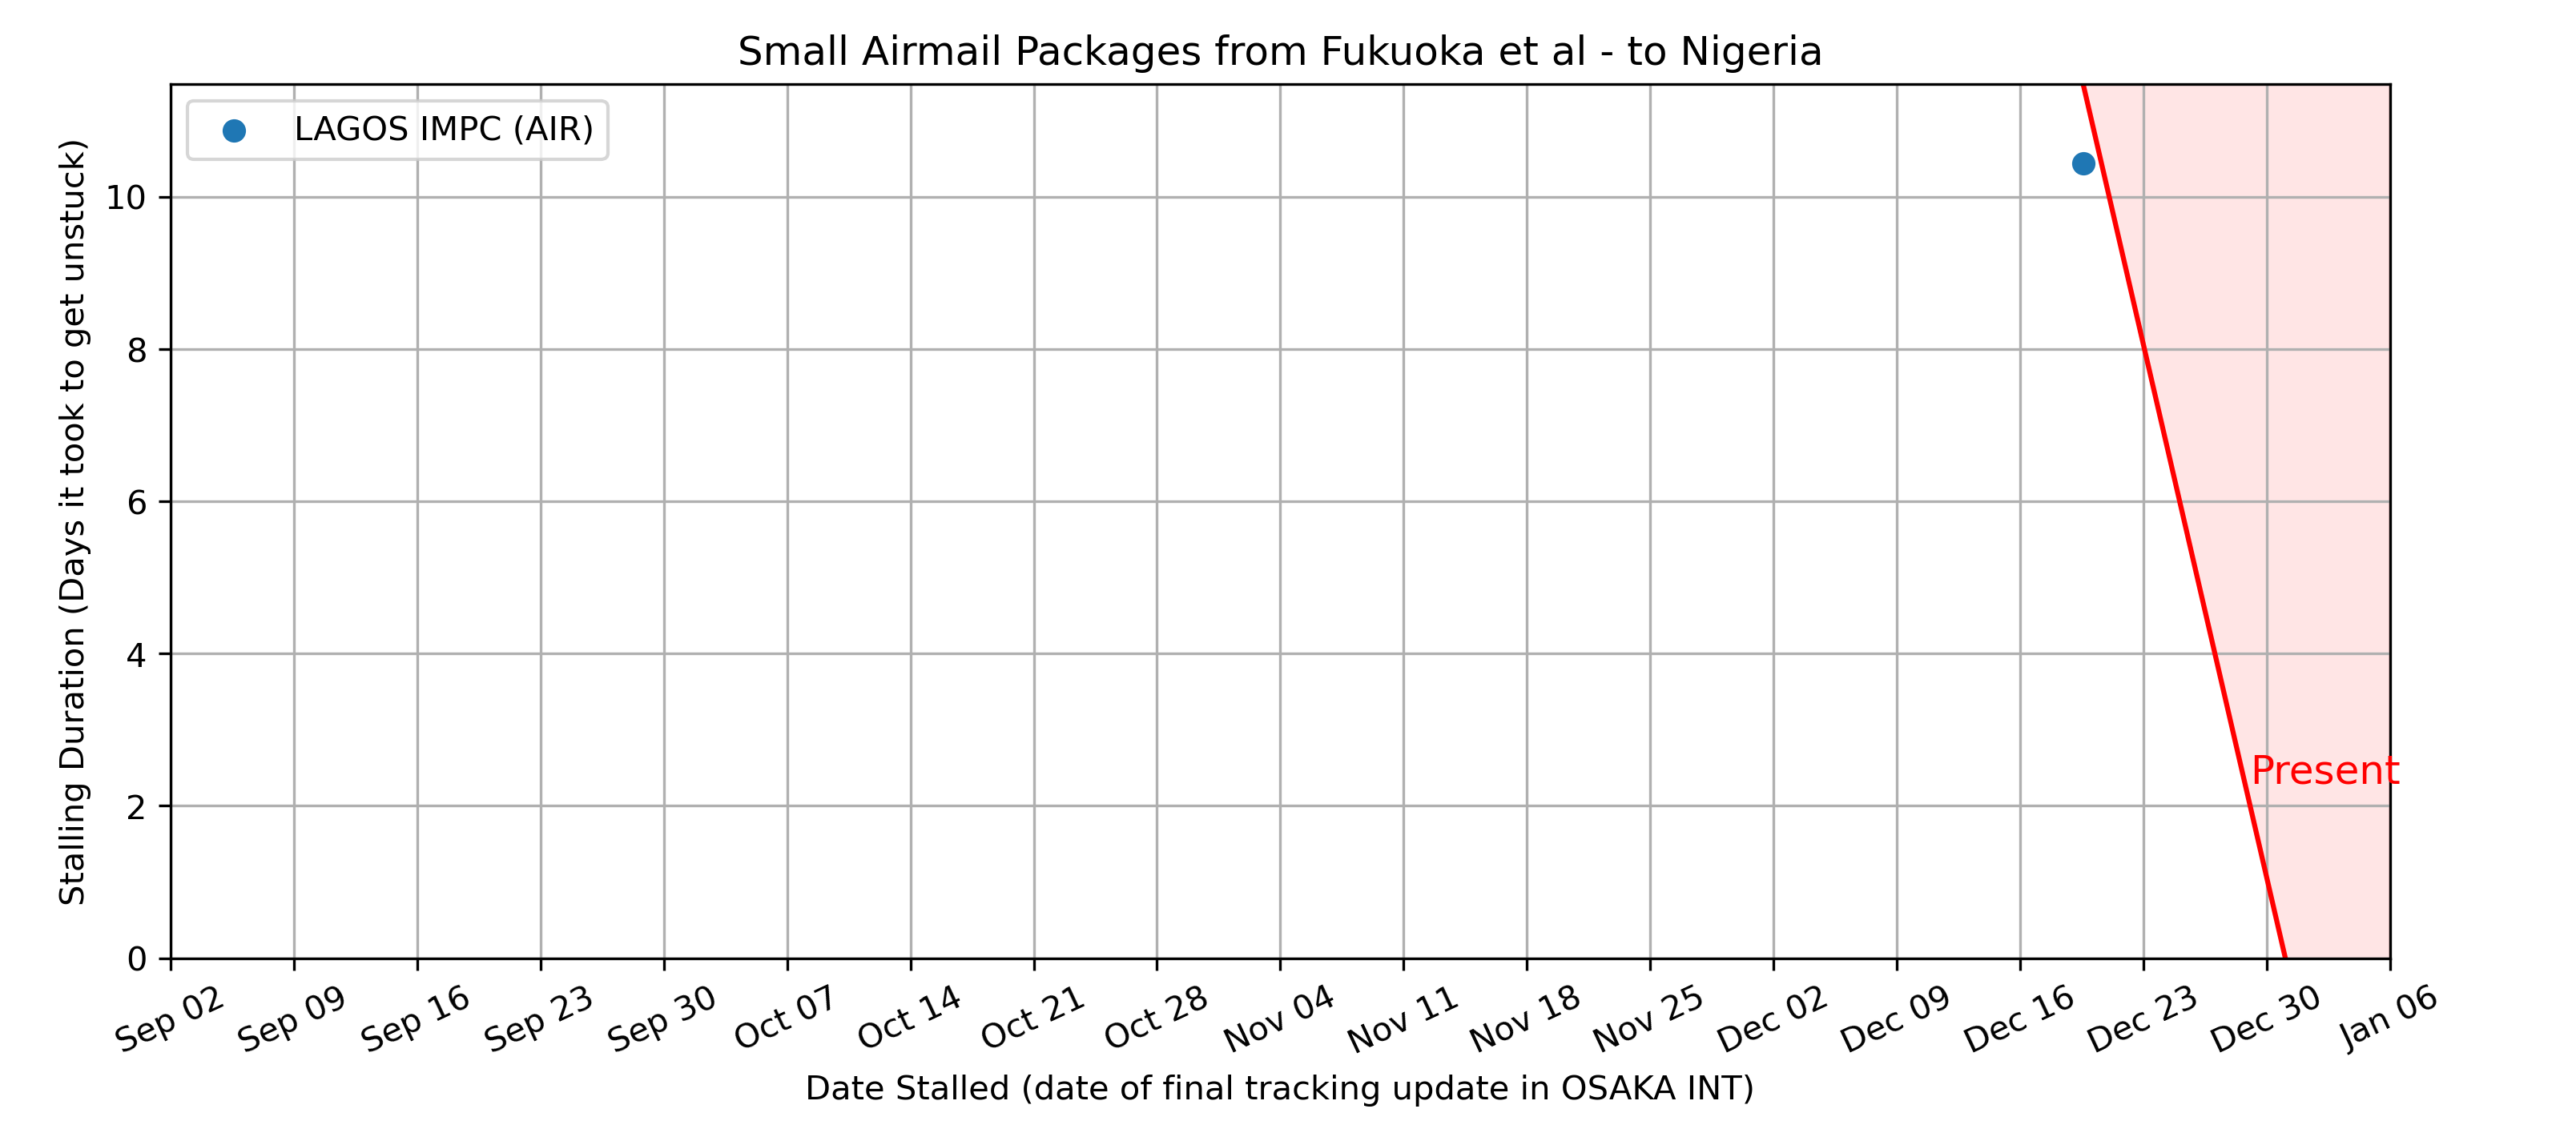 Small Airmail Packages from Fukuoka et al - to Nigeria
LAGOS IMPC (AIR)
Stalling Duration (Days it took to get unstuck)
10
8
6
4
2
0
Present
Sep 02 Sep 09 Sep 16 Sep 23 Sep 30 Oct 07 Oct 14 Oct 21 Oct 28 Nov 04 Nov 11 Nov 18 Nov 25 Dec 02 Dec 09 Dec 16 Dec 23 Dec 30 Jan 06
Date Stalled (date of final tracking update in OSAKA INT)